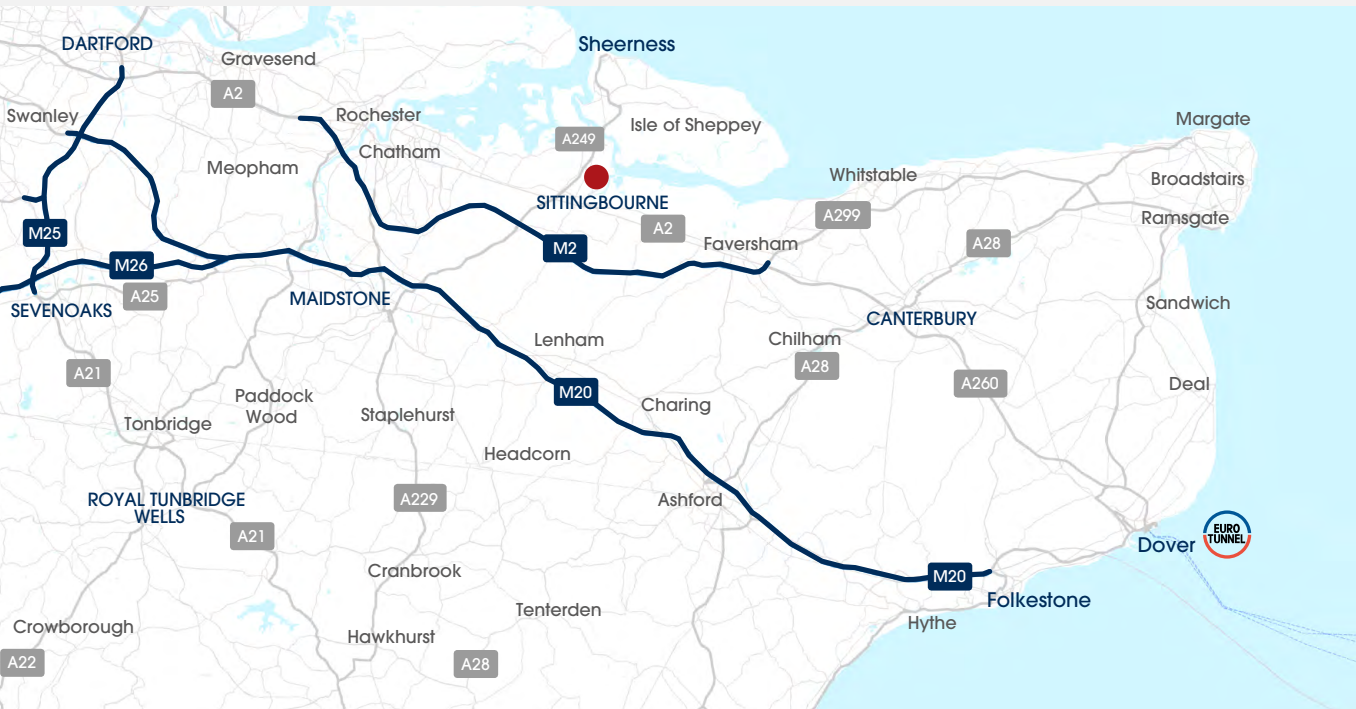 DARTFORD
Sheerness
Gravesend
A2
Swanley
Rochester
Isle of Sheppey
Margate
A249
Chatham
Meopham
Whitstable
Broadstairs
SITTINGBOURNE
A299
Ramsgate
M25
A2
Faversham
A28
M2
M26
A25
MAIDSTONE
SEVENOAKS
Sandwich
CANTERBURY
Lenham
Chilham
A28
A21
A260
Deal
M20
Paddock
Wood
Charing
Staplehurst
Tonbridge
Headcorn
ROYAL TUNBRIDGE
WELLS
A229
Ashford
A21
EURO
TUNNEL
Dover
Cranbrook
M20
Folkestone
Tenterden
Hythe
Crowborough
Hawkhurst
A22
A28